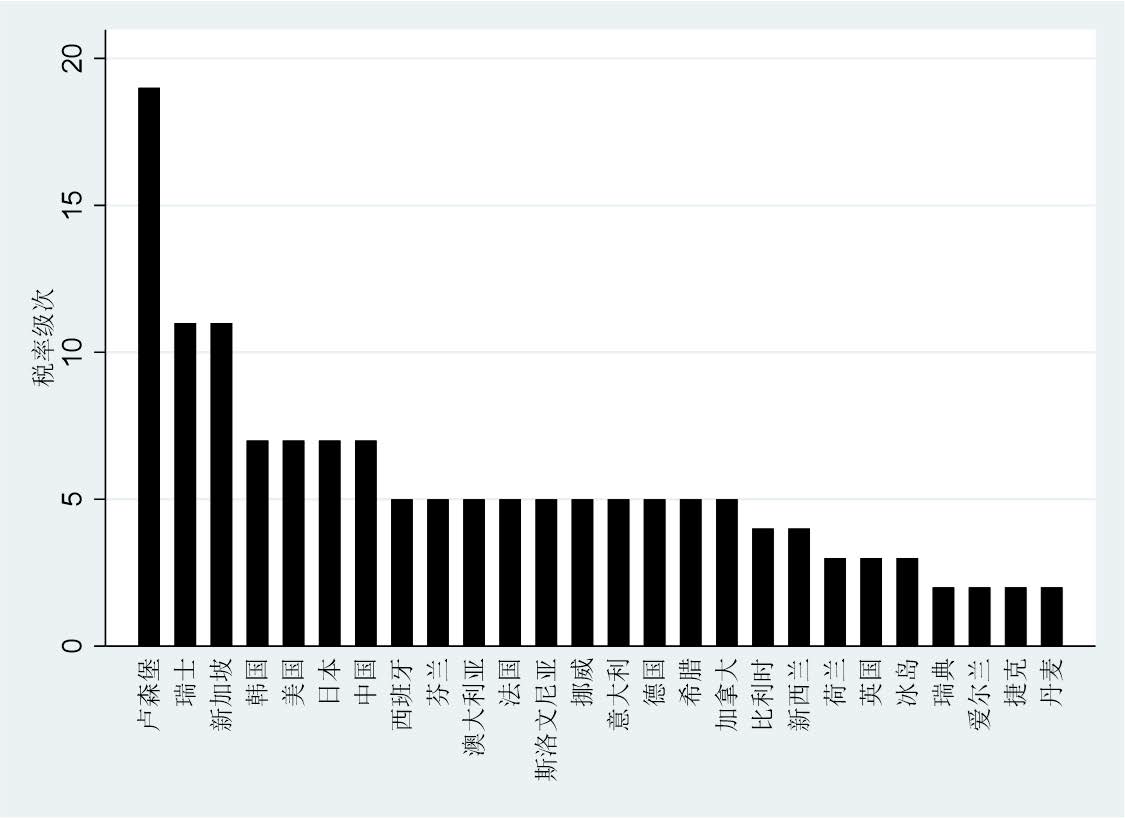 税率级次
20
15
10
5
0
卢森堡
瑞士
新加坡
韩国
美国
日本
中国
西班牙
芬兰
澳大利亚
法国
斯洛文尼亚
挪威
意大利
德国
希腊
加拿大
比利时
新西兰
荷兰
英国
冰岛
瑞典
爱尔兰
捷克
丹麦